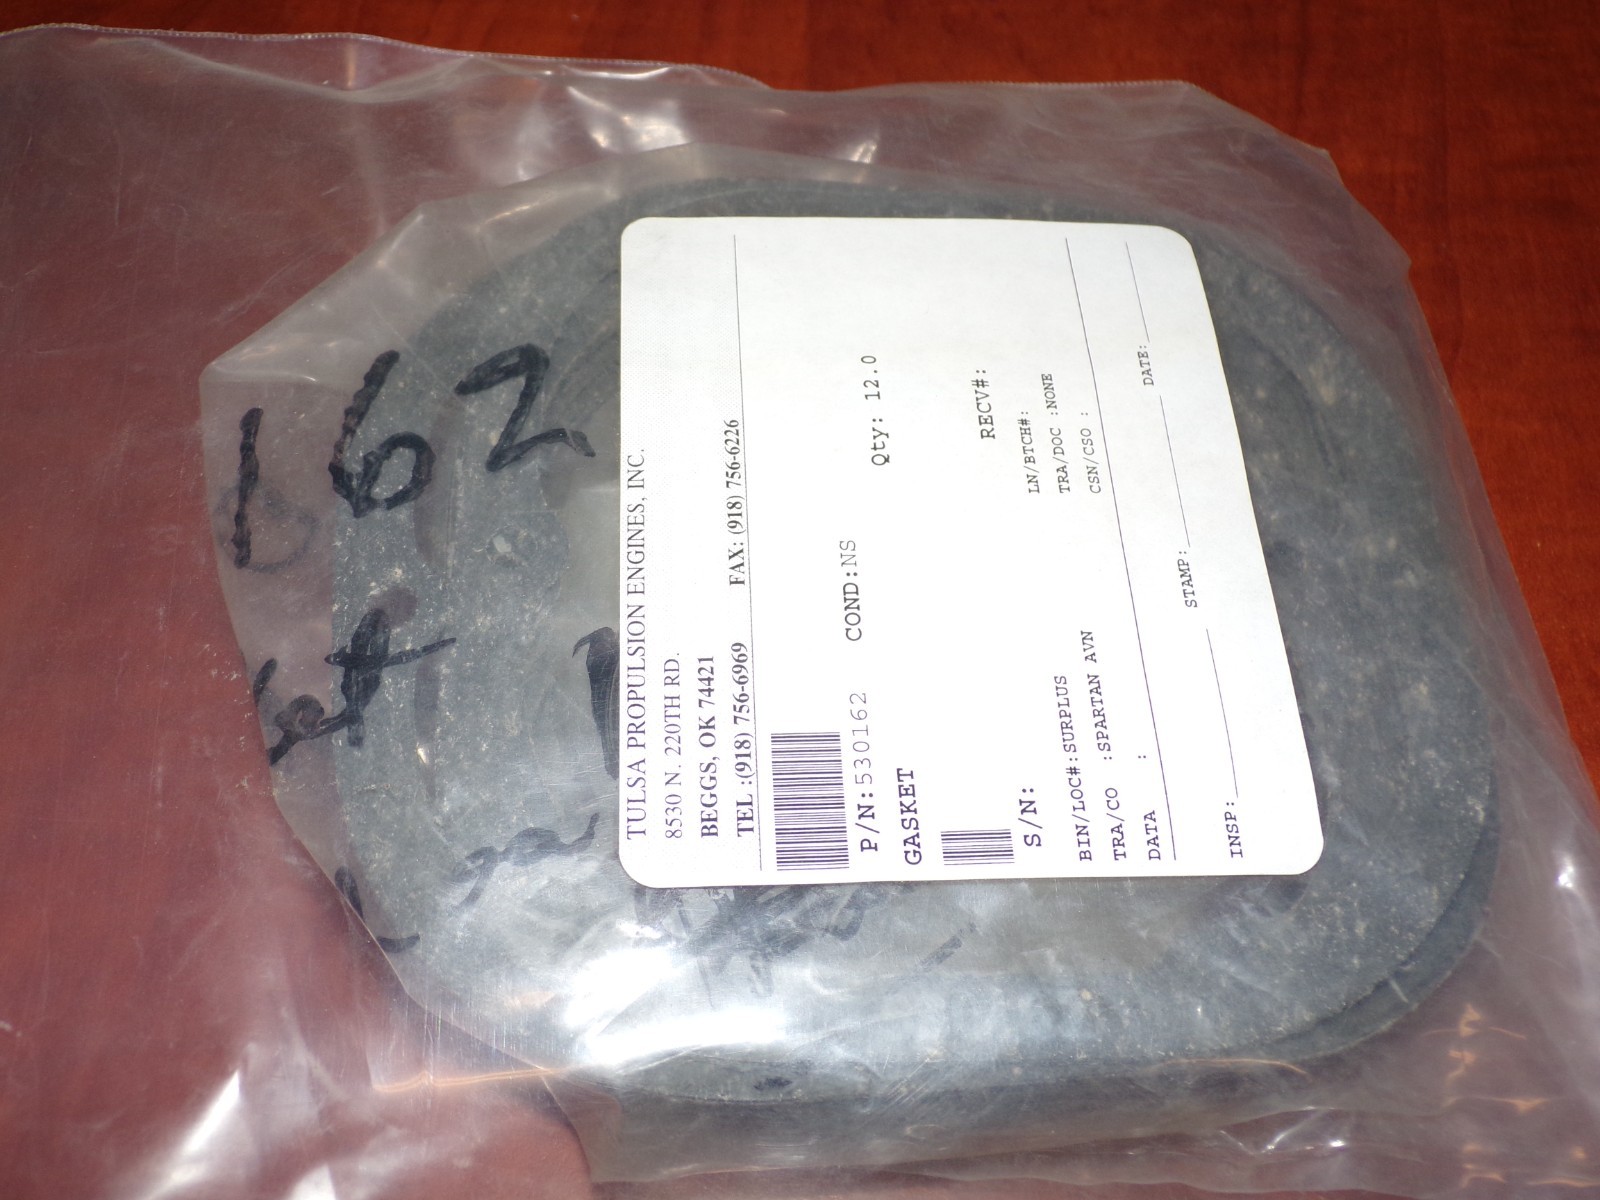 162
TULSA PROPULSION ENGINES, INC.
8530 N. 220TH RD.
BEGGS, OK 74421
TEL :(918) 756-6969 FAX: (918) 756-6226
P/N:530162 COND:NS Qty: 12.0
GASKET
S/N: RECV#:
BIN/LOC#:SURPLUS LN/BTCH#:
TRA/CO :SPARTAN AVN TRA/DOC :NONE
DATA : CSN/CSO :
INSP: STAMP: DATE: